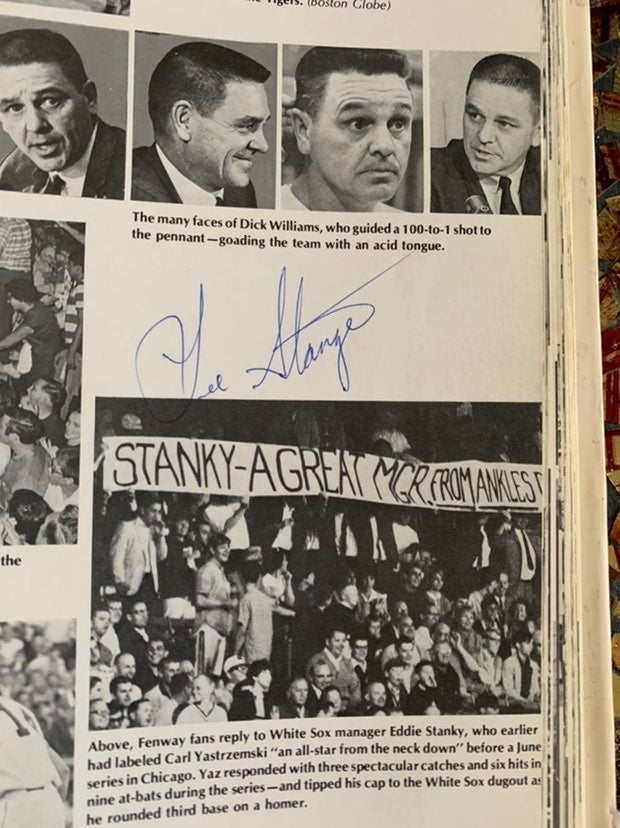 Tigers. (Boston Globe)
The many faces of Dick Williams, who guided a 100-to-1 shot to
the pennant—goading the team with an acid tongue.
Lee Stange
STANKY-A GREAT MGR. FROM ANKLES
the
Above, Fenway fans reply to White Sox manager Eddie Stanky, who earlier
had labeled Carl Yastrzemski "an all-star from the neck down" before a June
series in Chicago. Yaz responded with three spectacular catches and six hits in
nine at-bats during the series—and tipped his cap to the White Sox dugout as
he rounded third base on a homer.